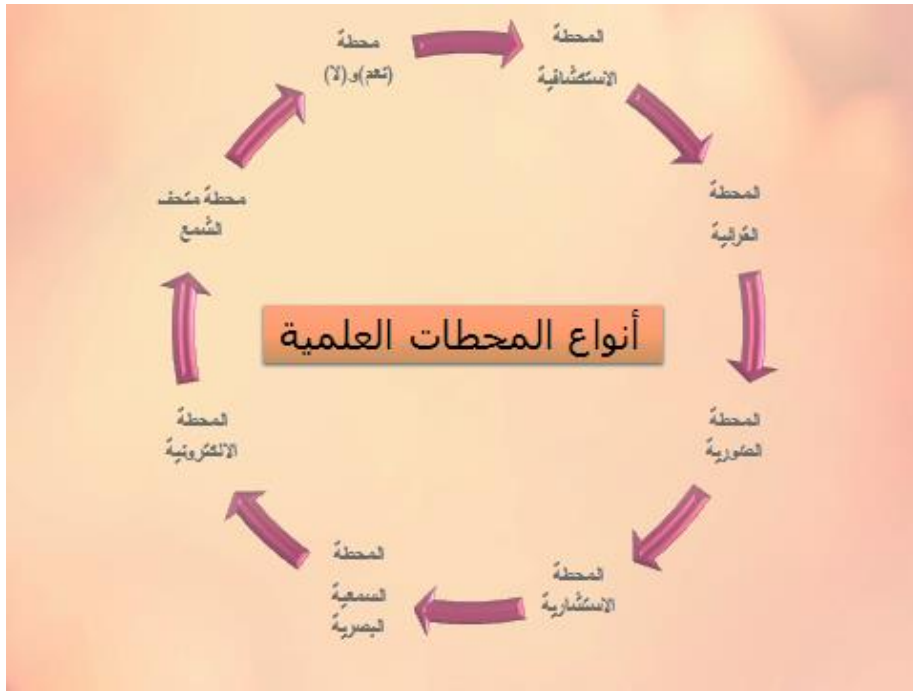 أنواع المحطات العلمية
المحطة
الاستكشافية
المحطة
القرائية
المحطة
الصورية
المحطة
الاستشارية
المحطة
السمعية
البصرية
المحطة
الالكترونية
محطة متحف
الشمع
محطة
(نعم)و(لا)